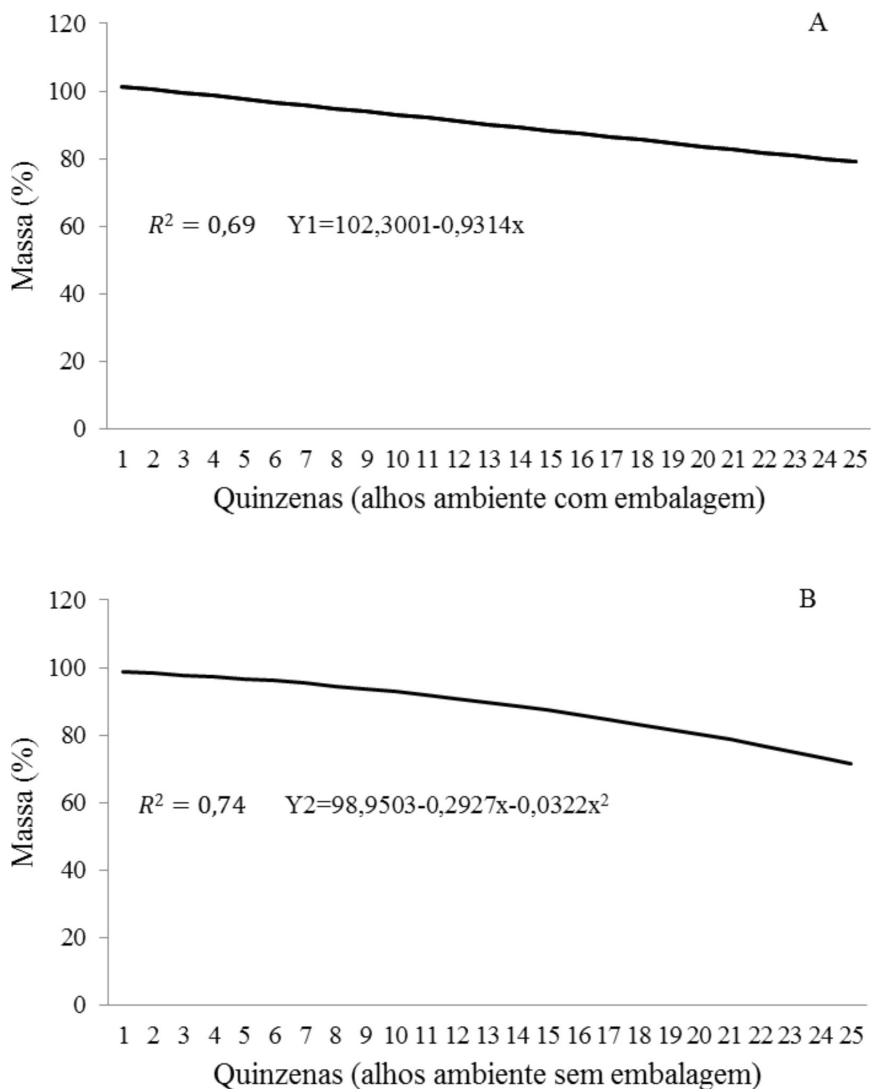 A
Massa (%)
120
100
80
60
40
20
0
R² = 0,69 Y1=102,3001-0,9314x
1 2 3 4 5 6 7 8 9 10 11 12 13 14 15 16 17 18 19 20 21 22 23 24 25
Quinzenas (alhos ambiente com embalagem)
B
Massa (%)
120
100
80
60
40
20
0
R² = 0,74 Y2=98,9503-0,2927x-0,0322x²
1 2 3 4 5 6 7 8 9 10 11 12 13 14 15 16 17 18 19 20 21 22 23 24 25
Quinzenas (alhos ambiente sem embalagem)